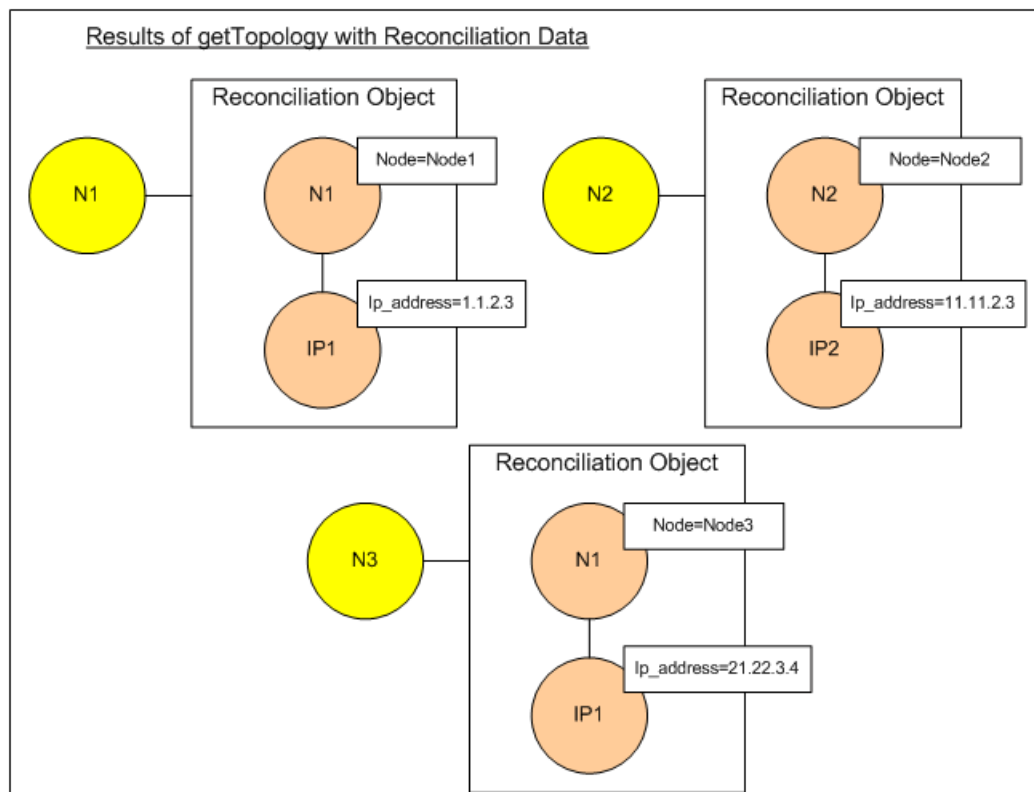 Results of getTopology with Reconciliation Data
Reconciliation Object
N1
N1
Node=Node1
Ip_address=1.1.2.3
IP1
Reconciliation Object
N2
N2
Node=Node2
Ip_address=11.11.2.3
IP2
Reconciliation Object
N3
N1
Node=Node3
Ip_address=21.22.3.4
IP1